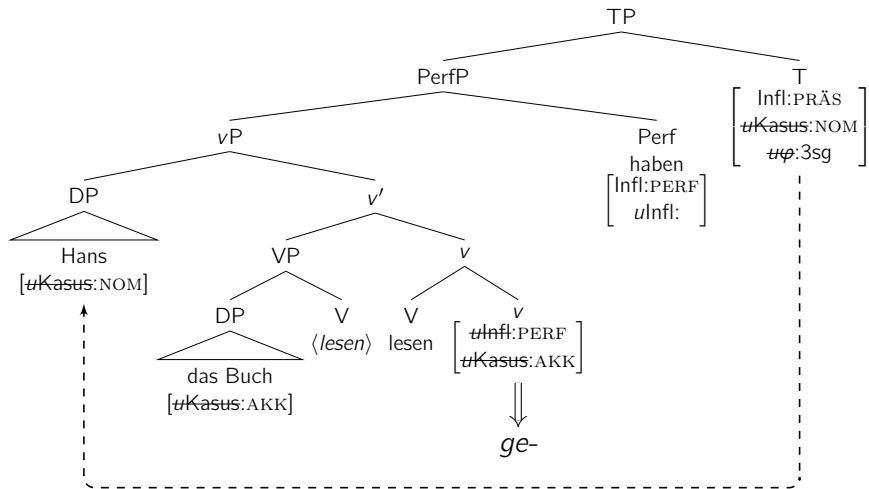 TP
PerfP T
Infl:PRÄS
uKasus:NOM
uφ:3sg
vP Perf
haben
Infl:PERF
uInfl:
DP v′
Hans
[uKasus:NOM]
VP v
DP V V v
das Buch
[uKasus:AKK]
⟨lesen⟩ lesen
uInfl:PERF
uKasus:AKK
ge-